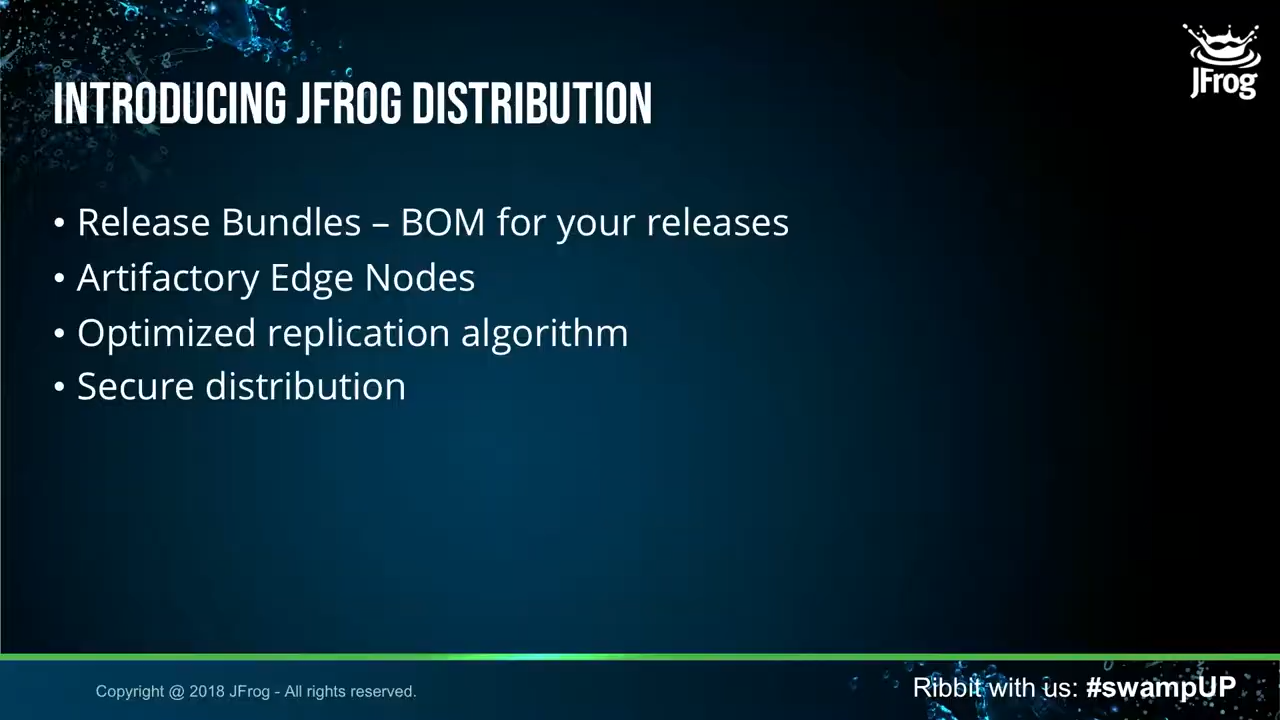 JFrog
INTRODUCING JFROG DISTRIBUTION
• Release Bundles – BOM for your releases
• Artifactory Edge Nodes
• Optimized replication algorithm
• Secure distribution
Copyright @ 2018 JFrog - All rights reserved.
Ribbit with us: #swampUP